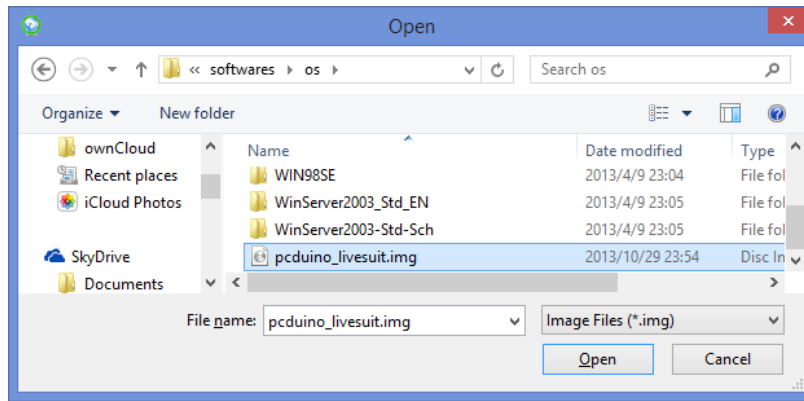 Open
« softwares os
Search os
Organize New folder
ownCloud
Recent places
iCloud Photos
SkyDrive
Documents
Name Date modified Type
WIN98SE 2013/4/9 23:04 File fol
WinServer2003_Std_EN 2013/4/9 23:05 File fol
WinServer2003-Std-Sch 2013/4/9 23:05 File fol
pcduino_livesuit.img 2013/10/29 23:54 Disc In
File name: pcduino_livesuit.img Image Files (*.img)
Open Cancel